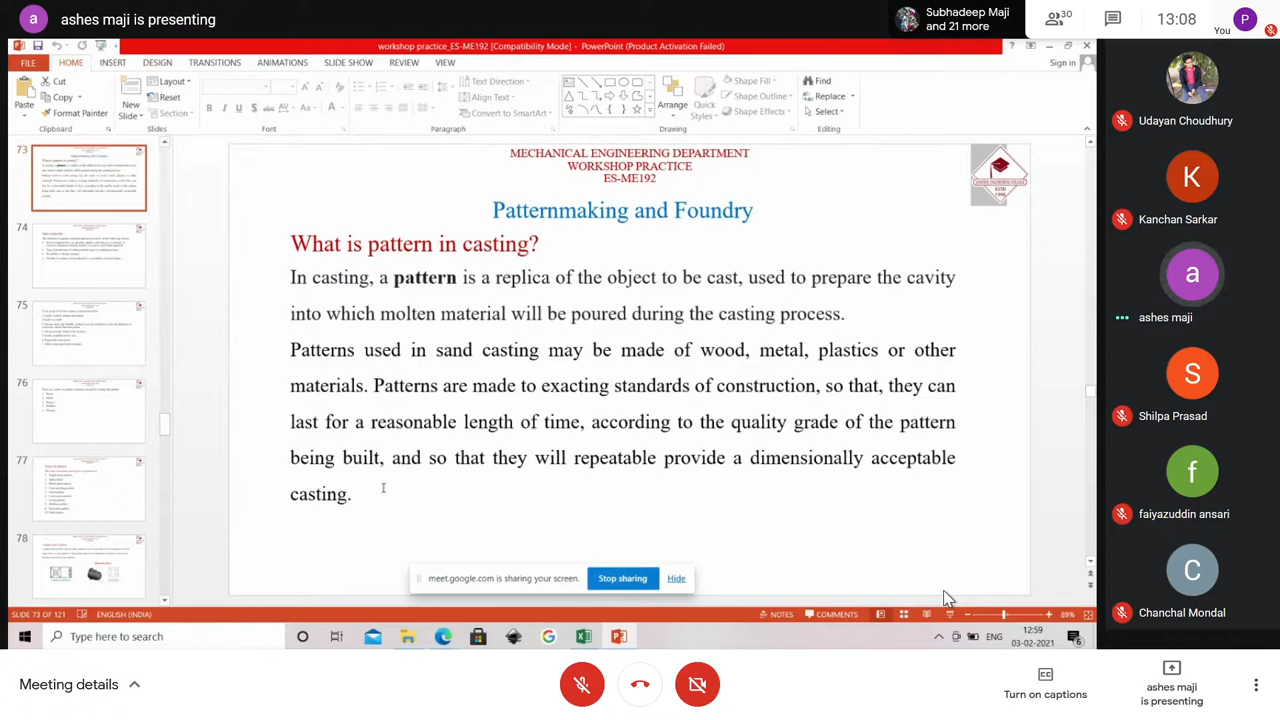 a ashes maji is presenting
Subhadeep Maji
and 21 more
30
13:08
You
P
workshop practice_ES-ME192 [Compatibility Mode] - PowerPoint (Product Activation Failed)
FILE HOME INSERT DESIGN TRANSITIONS ANIMATIONS SLIDE SHOW REVIEW VIEW Sign in
Cut
Copy
Format Painter
Paste
Clipboard
New
Slide
Layout
Reset
Section
Slides
Font
Text Direction
Align Text
Convert to SmartArt
Paragraph
Arrange
Quick
Styles
Shape Fill
Shape Outline
Shape Effects
Drawing
Find
Replace
Select
Editing
73
74
75
76
77
78
MECHANICAL ENGINEERING DEPARTMENT
WORKSHOP PRACTICE
ES-ME192
Patternmaking and Foundry
What is pattern in casting?
In casting, a pattern is a replica of the object to be cast, used to prepare the cavity
into which molten material will be poured during the casting process.
Patterns used in sand casting may be made of wood, metal, plastics or other
materials. Patterns are made to exacting standards of construction, so that, they can
last for a reasonable length of time, according to the quality grade of the pattern
being built, and so that they will repeatable provide a dimensionally acceptable
casting.
meet.google.com is sharing your screen. Stop sharing Hide
SLIDE 73 OF 121 ENGLISH (INDIA) NOTES COMMENTS 89%
Type here to search
ENG
12:59
03-02-2021
6
Udayan Choudhury
K
Kanchan Sarkar
a
ashes maji
S
Shilpa Prasad
f
faiyazuddin ansari
C
Chanchal Mondal
Meeting details
Turn on captions
ashes maji
is presenting